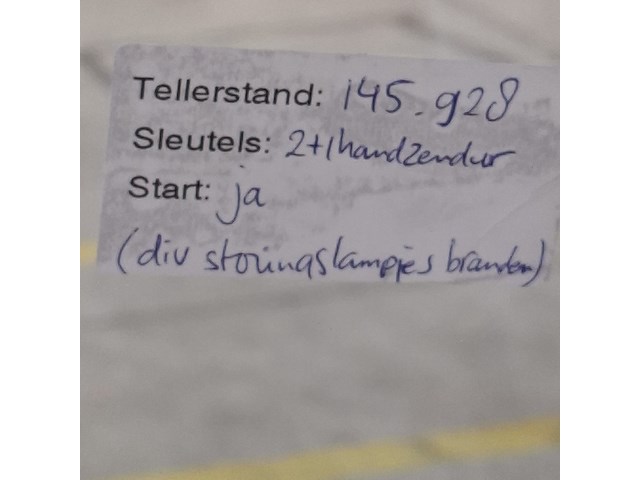 Tellerstand: 145.928
Sleutels: 2+1handzender
Start: ja
(div storingslampjes branden)